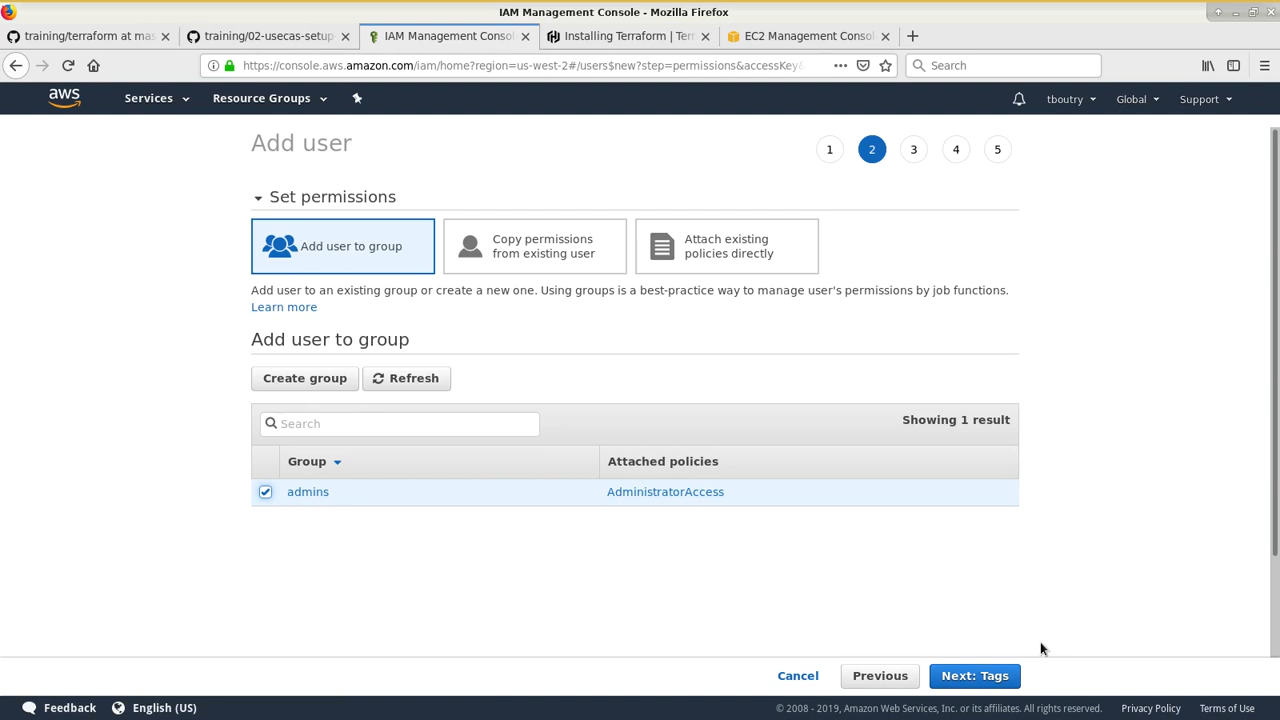 IAM Management Console - Mozilla Firefox
training/terraform at mas
training/02-usecas-setup
IAM Management Consol
Installing Terraform | Terr
EC2 Management Consol
https://console.aws.amazon.com/iam/home?region=us-west-2#/users$new?step=permissions&accessKey&
Search
aws
Services
Resource Groups
tboutry
Global
Support
Add user
1
2
3
4
5
Set permissions
Add user to group
Copy permissions
from existing user
Attach existing
policies directly
Add user to an existing group or create a new one. Using groups is a best-practice way to manage user's permissions by job functions.
Learn more
Add user to group
Create group
Refresh
Search
Showing 1 result
Group
Attached policies
admins
AdministratorAccess
Cancel
Previous
Next: Tags
Feedback
English (US)
© 2008 - 2019, Amazon Web Services, Inc. or its affiliates. All rights reserved.
Privacy Policy
Terms of Use